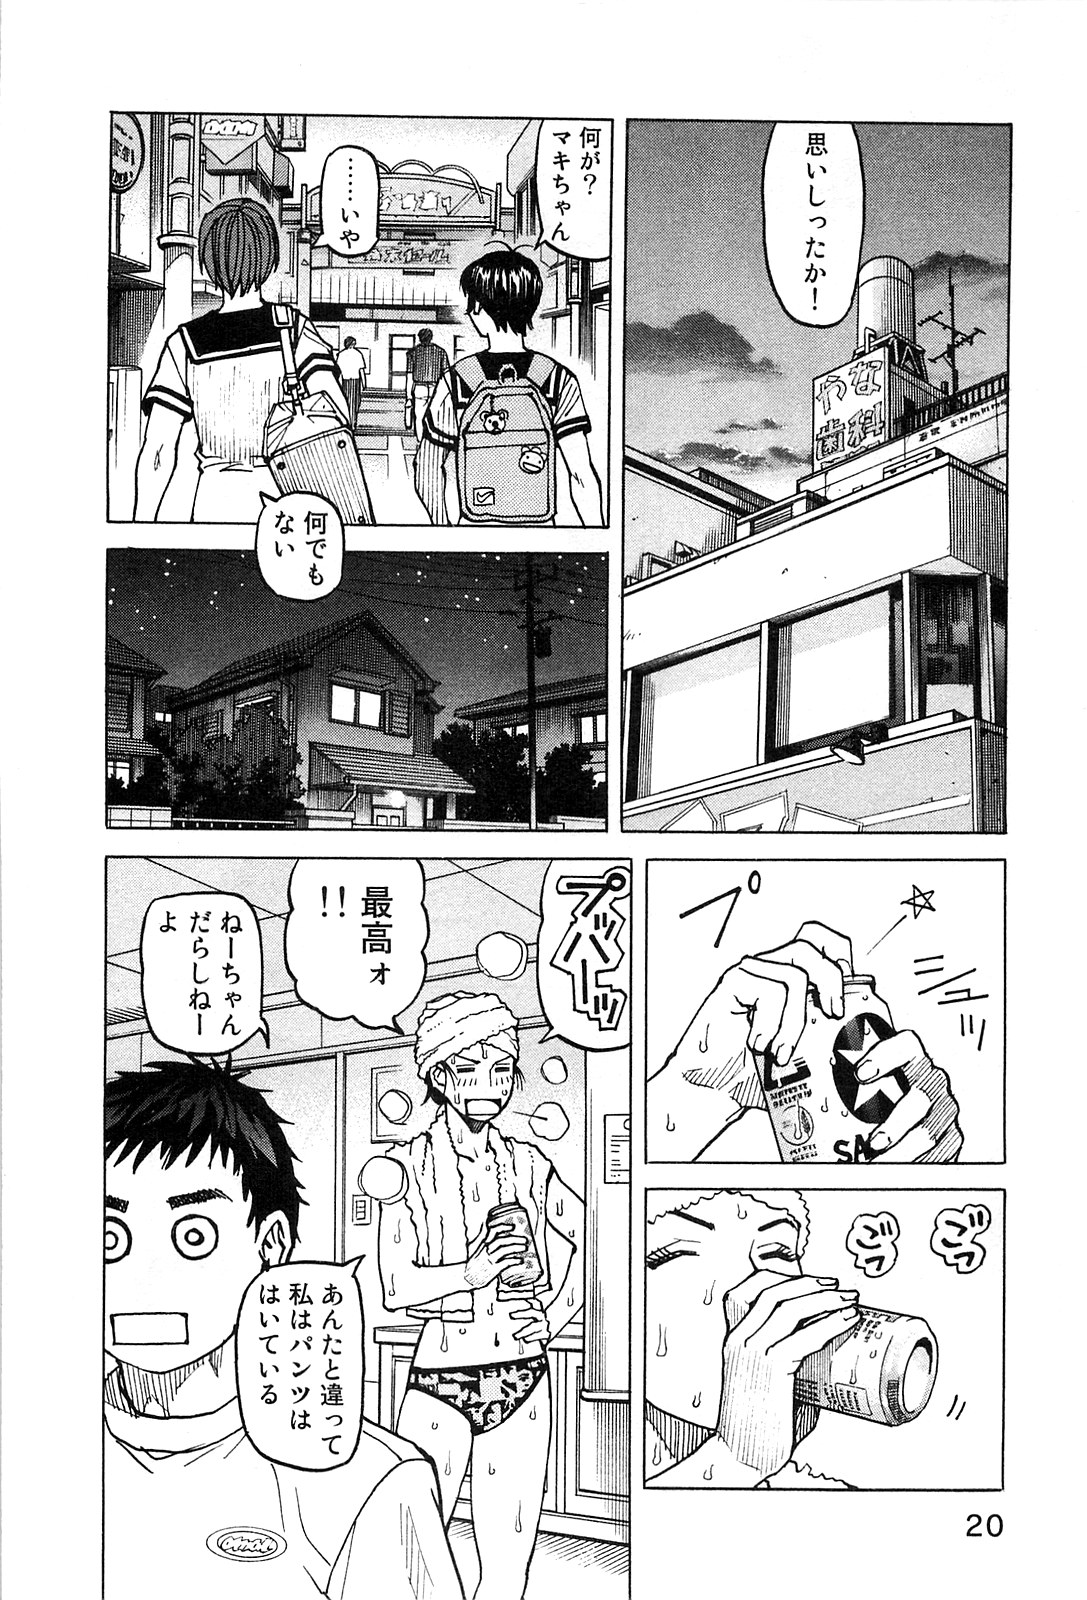 思いしったか！
やな
歯科
何が？
マキちゃん
……いや
何でも
ない
プ
ニュッ
SA
ごっ
ごっ
プッハーッ
最高ォ
!!
ねーちゃん
だらしねー
よ
あんたと違って
私はパンツは
はいている
20